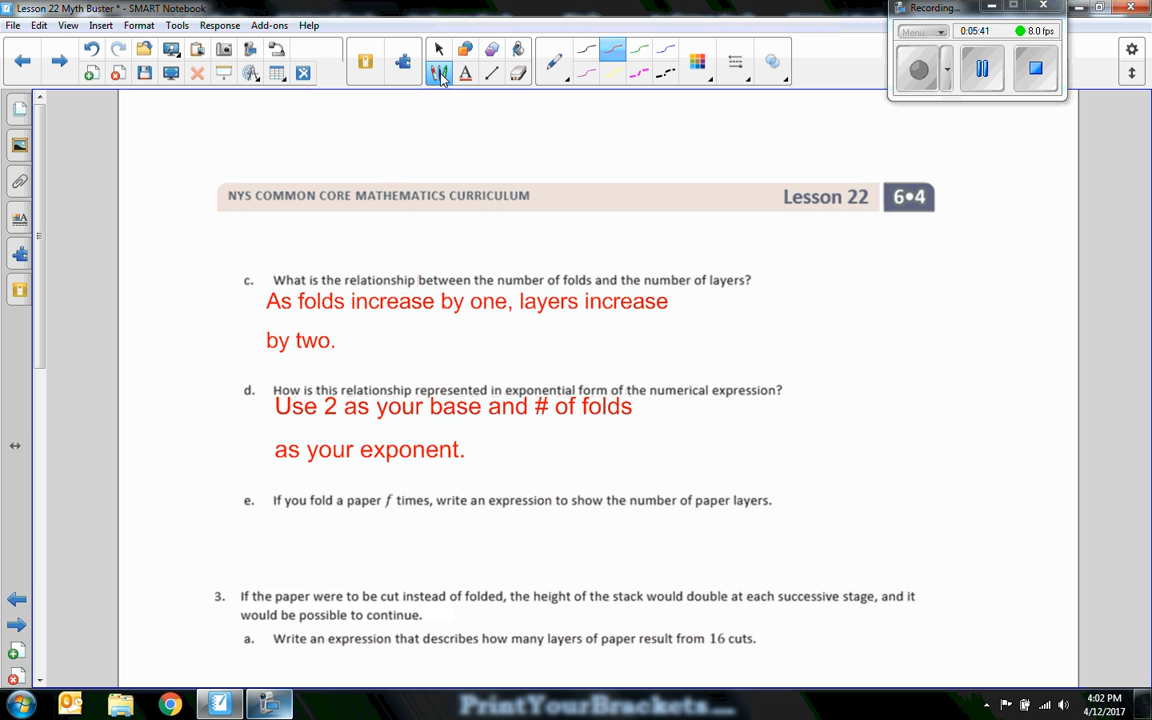 Lesson 22 Myth Buster * - SMART Notebook
Recording...
File Edit View Insert Format Tools Response Add-ons Help
Menu 0:05:41 8.0 fps
NYS COMMON CORE MATHEMATICS CURRICULUM Lesson 22 6•4
c. What is the relationship between the number of folds and the number of layers?
As folds increase by one, layers increase
by two.
d. How is this relationship represented in exponential form of the numerical expression?
Use 2 as your base and # of folds
as your exponent.
e. If you fold a paper f times, write an expression to show the number of paper layers.
3. If the paper were to be cut instead of folded, the height of the stack would double at each successive stage, and it
would be possible to continue.
a. Write an expression that describes how many layers of paper result from 16 cuts.
PrintYourBrackets.com
4:02 PM
4/12/2017